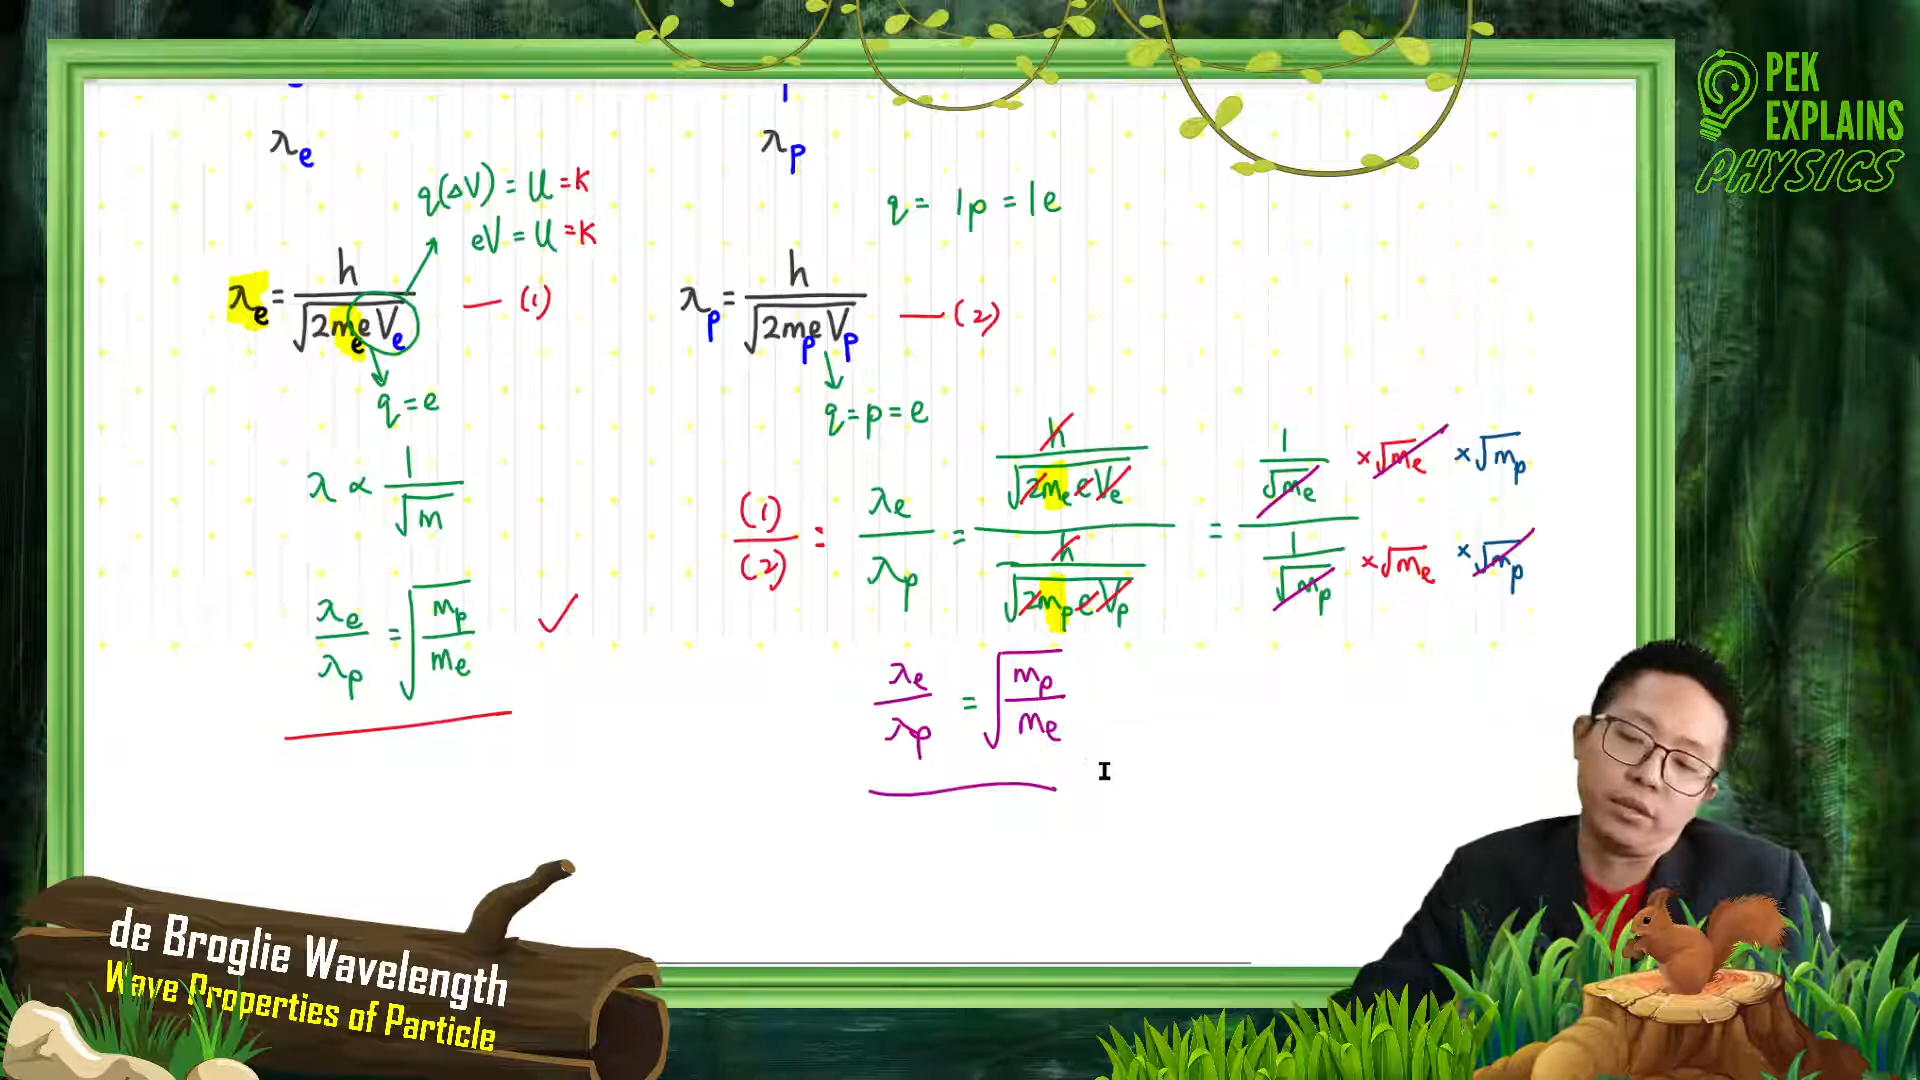 PEK
EXPLAINS
PHYSICS
λe
λp
q(ΔV) = U = K
eV = U = K
q = 1p = 1e
λe = h / √2meeVe — (1)
q = e
λp = h / √2mpeVp — (2)
q = p = e
λ ∝ 1 / √m
λe / λp = √mp / me ✓
(1) / (2) = λe / λp = h / √2meeVe / h / √2mpeVp = 1 / √me ×√me ×√mp / 1 / √mp ×√me ×√mp
λe / λp = √mp / me
de Broglie Wavelength
Wave Properties of Particle